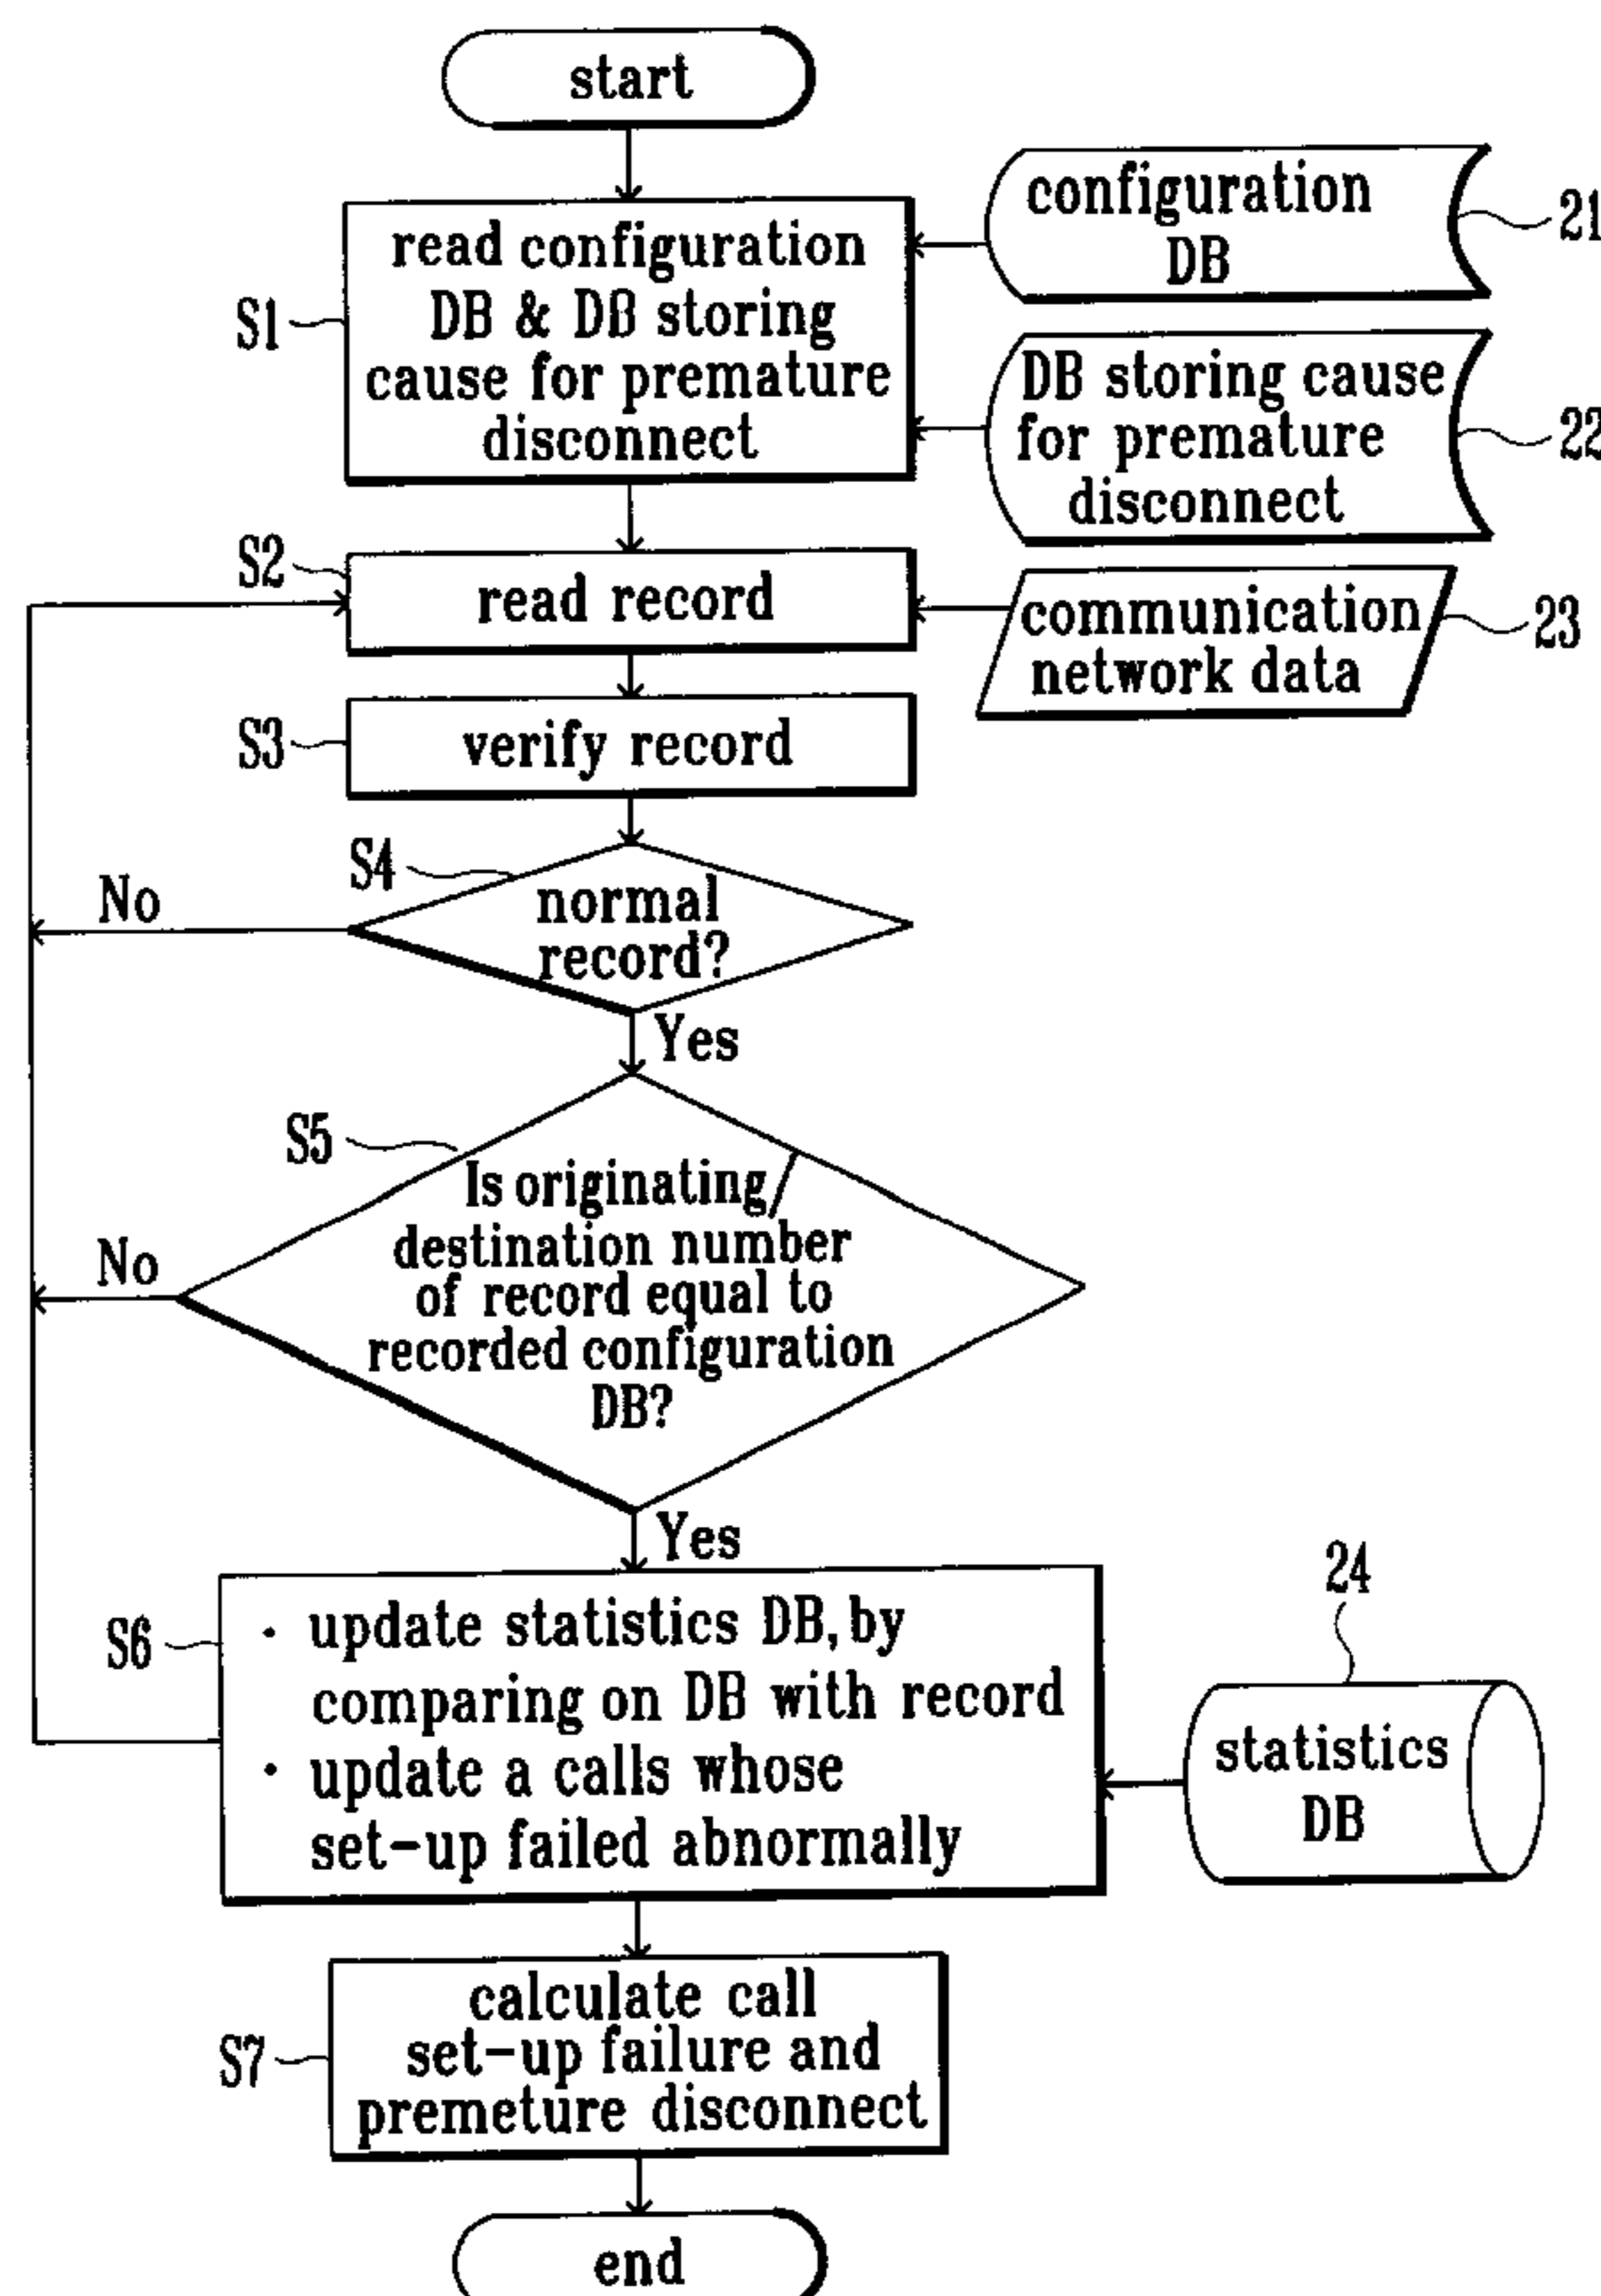 start
configuration
DB
21
read configuration
DB & DB storing
cause for premature
disconnect
S1
DB storing cause
for premature
disconnect
22
S2
read record
communication
network data
23
S3
verify record
S4
normal
record?
No
Yes
S5
Is originating/
destination number
of record equal to
recorded configuration
DB?
No
Yes
S6
· update statistics DB, by
comparing on DB with record
· update a calls whose
set-up failed abnormally
24
statistics
DB
S7
calculate call
set-up failure and
premeture disconnect
end